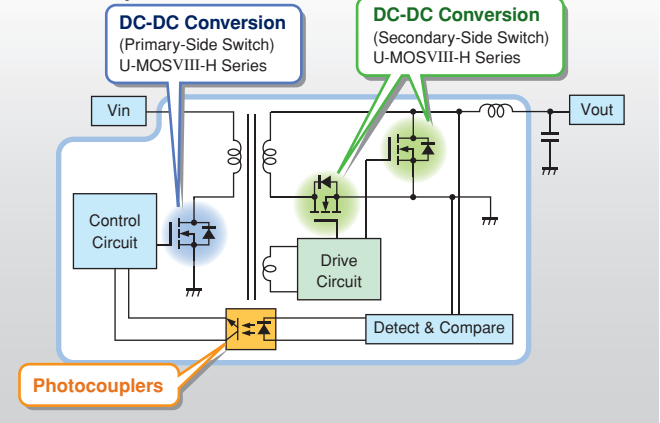 DC-DC Conversion
(Primary-Side Switch)
U-MOSVIII-H Series
DC-DC Conversion
(Secondary-Side Switch)
U-MOSVIII-H Series
Vin
Vout
Control
Circuit
Drive
Circuit
Detect & Compare
Photocouplers